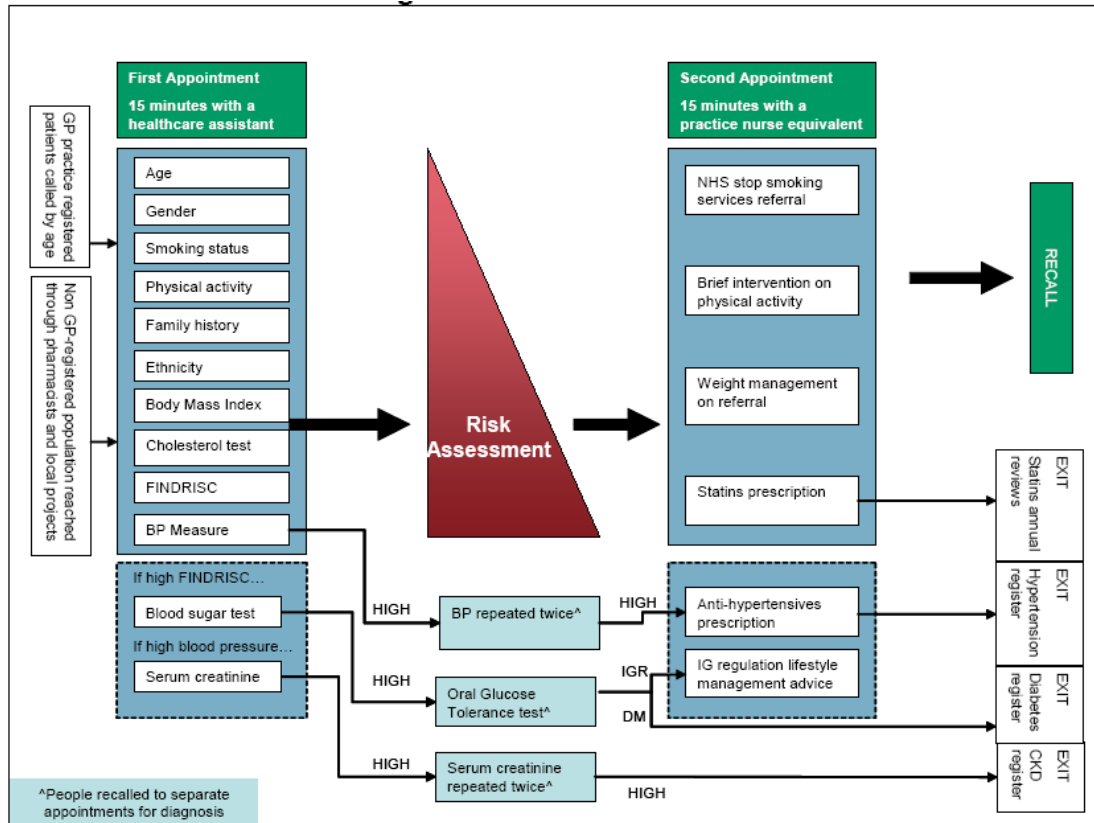 First Appointment
15 minutes with a
healthcare assistant
Second Appointment
15 minutes with a
practice nurse equivalent
GP practice registered
patients called by age
Non GP-registered population reached
through pharmacists and local projects
Age
Gender
Smoking status
Physical activity
Family history
Ethnicity
Body Mass Index
Cholesterol test
FINDRISC
BP Measure
If high FINDRISC...
Blood sugar test
If high blood pressure...
Serum creatinine
Risk
Assessment
NHS stop smoking
services referral
Brief intervention on
physical activity
Weight management
on referral
Statins prescription
RECALL
HIGH
BP repeated twice^
HIGH
Anti-hypertensives
prescription
HIGH
Oral Glucose
Tolerance test^
IGR
DM
IG regulation lifestyle
management advice
HIGH
Serum creatinine
repeated twice^
HIGH
EXIT
Statins annual
reviews
EXIT
Hypertension
register
EXIT
Diabetes
register
EXIT
CKD
register
^People recalled to separate
appointments for diagnosis